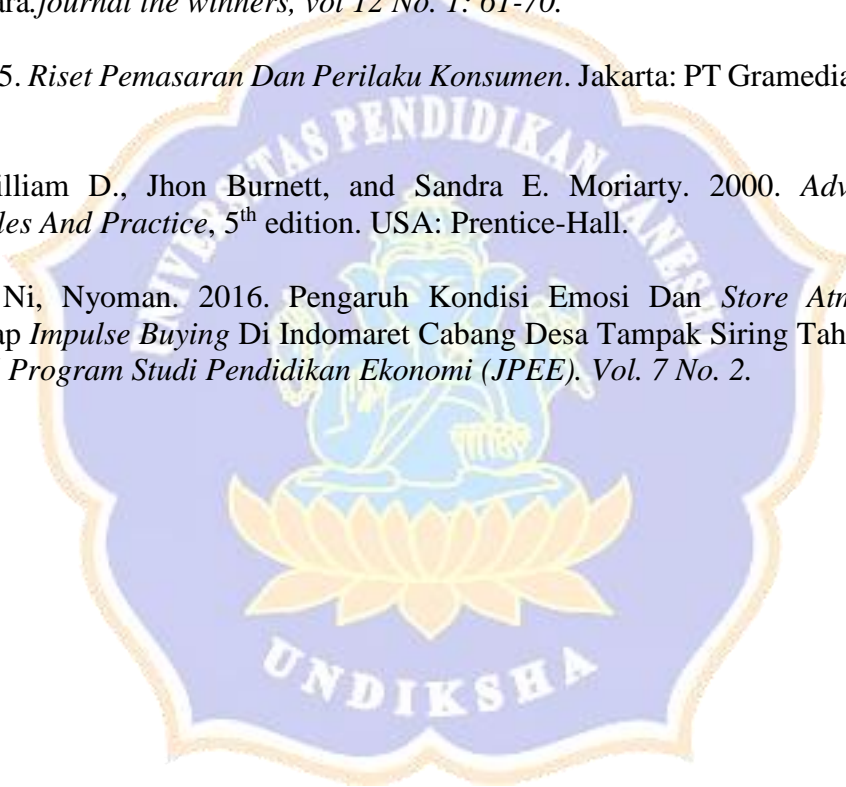 ara.journal the winners, vol 12 No. 1: 61-70.
5. Riset Pemasaran Dan Perilaku Konsumen. Jakarta: PT Gramedia
illiam D., Jhon Burnett, and Sandra E. Moriarty. 2000. Adv
les And Practice, 5th edition. USA: Prentice-Hall.
Ni, Nyoman. 2016. Pengaruh Kondisi Emosi Dan Store Atm
ap Impulse Buying Di Indomaret Cabang Desa Tampak Siring Tah
Program Studi Pendidikan Ekonomi (JPEE). Vol. 7 No. 2.
UNIVERSITAS PENDIDIKAN GANESHA
UNDIKSHA